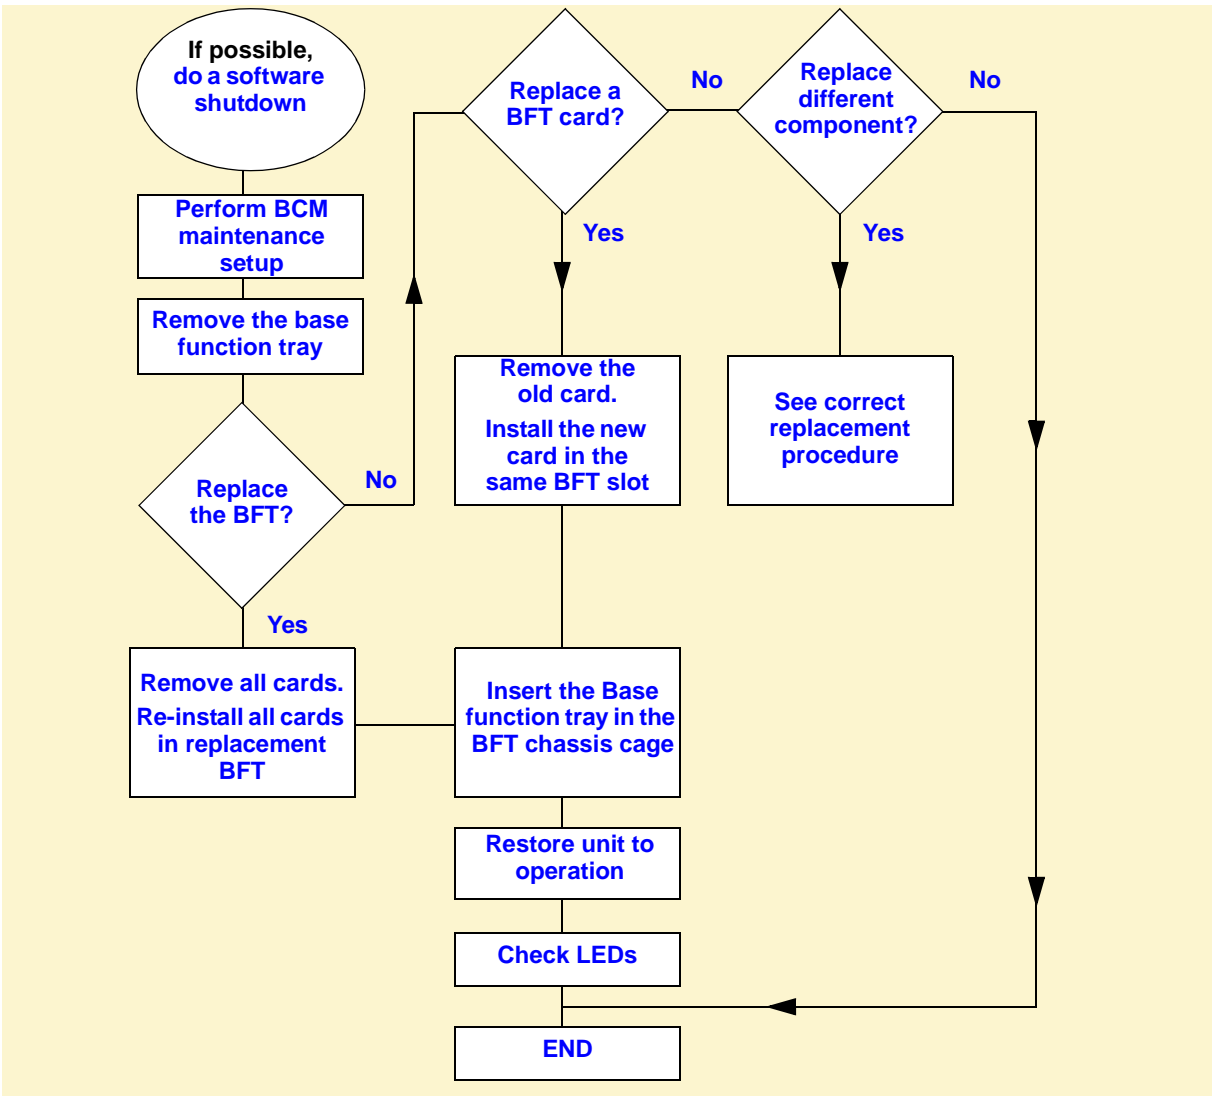 If possible,
do a software
shutdown
Perform BCM
maintenance
setup
Remove the base
function tray
Replace
the BFT?
No
Yes
Remove all cards.
Re-install all cards
in replacement
BFT
Replace a
BFT card?
No
Yes
Remove the
old card.
Install the new
card in the
same BFT slot
Insert the Base
function tray in the
BFT chassis cage
Restore unit to
operation
Check LEDs
END
Replace
different
component?
No
Yes
See correct
replacement
procedure